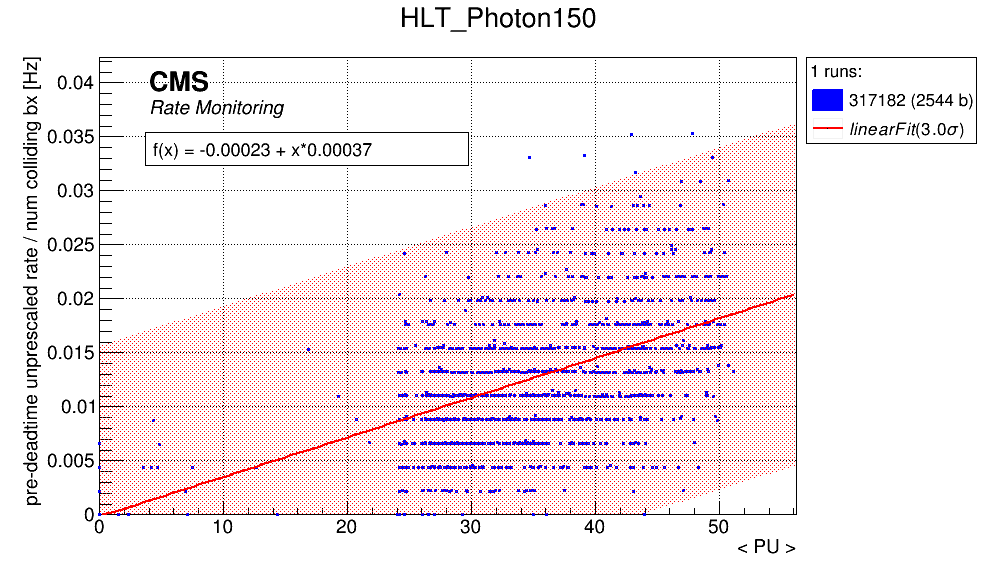 HLT_Photon150
pre-deadtime unprescaled rate / num colliding bx [Hz]
CMS
Rate Monitoring
f(x) = -0.00023 + x*0.00037
0.04
0.035
0.03
0.025
0.02
0.015
0.01
0.005
0
0 10 20 30 40 50
< PU >
1 runs:
317182 (2544 b)
linearFit(3.0σ)